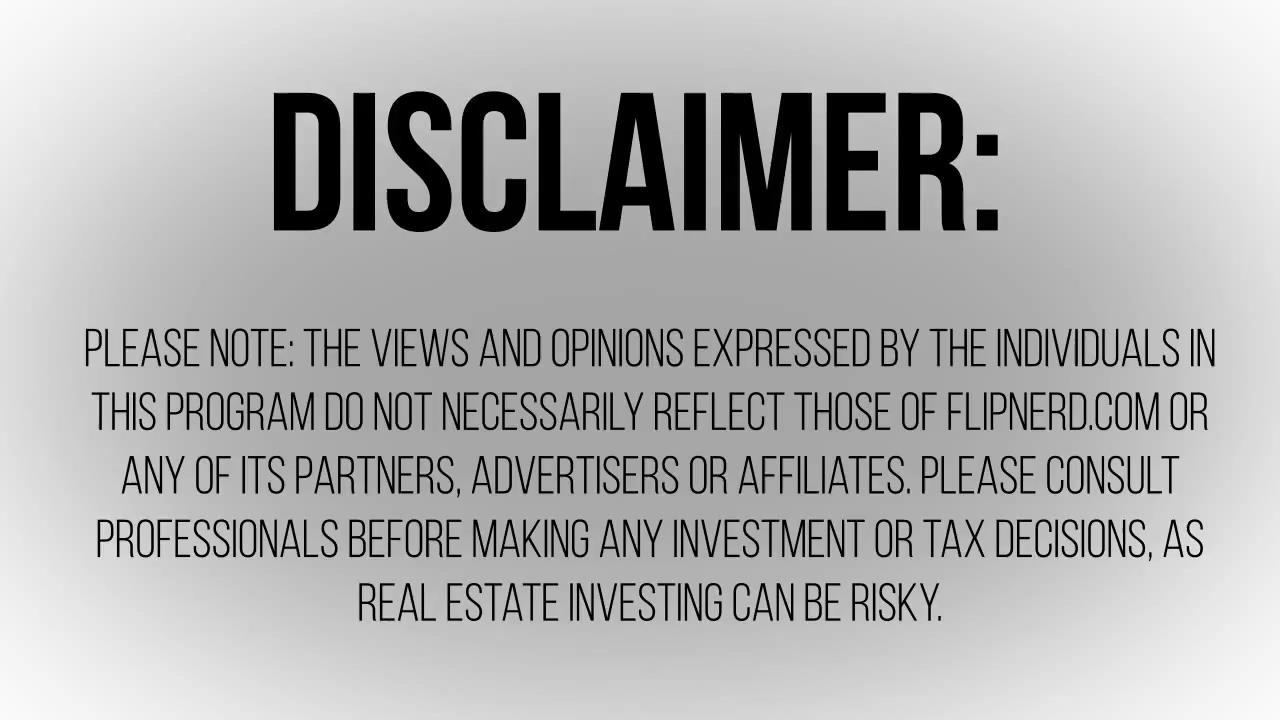 DISCLAIMER:
PLEASE NOTE: THE VIEWS AND OPINIONS EXPRESSED BY THE INDIVIDUALS IN
THIS PROGRAM DO NOT NECESSARILY REFLECT THOSE OF FLIPNERD.COM OR
ANY OF ITS PARTNERS, ADVERTISERS OR AFFILIATES. PLEASE CONSULT
PROFESSIONALS BEFORE MAKING ANY INVESTMENT OR TAX DECISIONS, AS
REAL ESTATE INVESTING CAN BE RISKY.